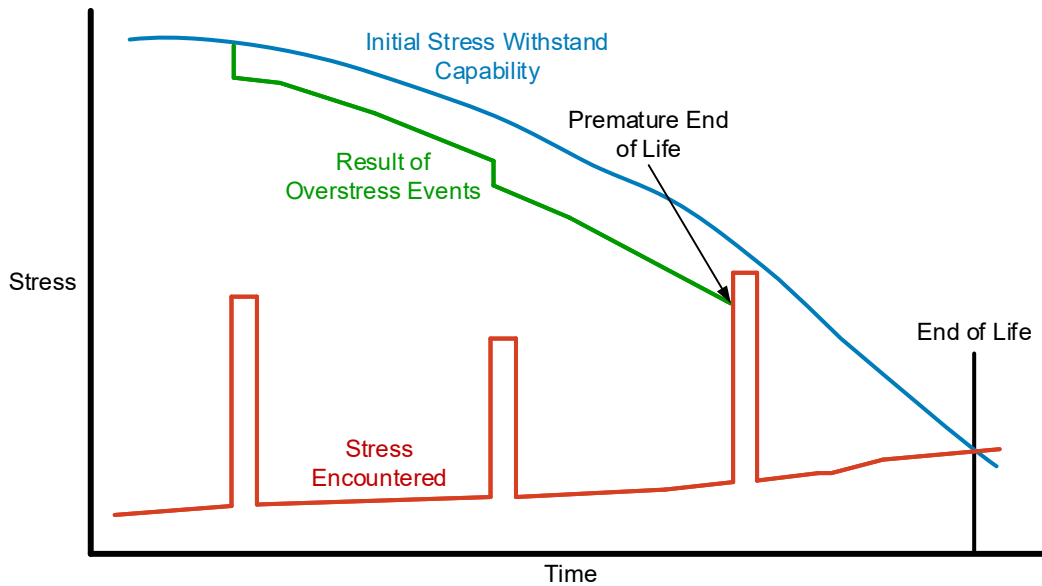 Initial Stress Withstand
Capability
Premature End
of Life
Result of
Overstress Events
Stress
End of Life
Stress
Encountered
Time